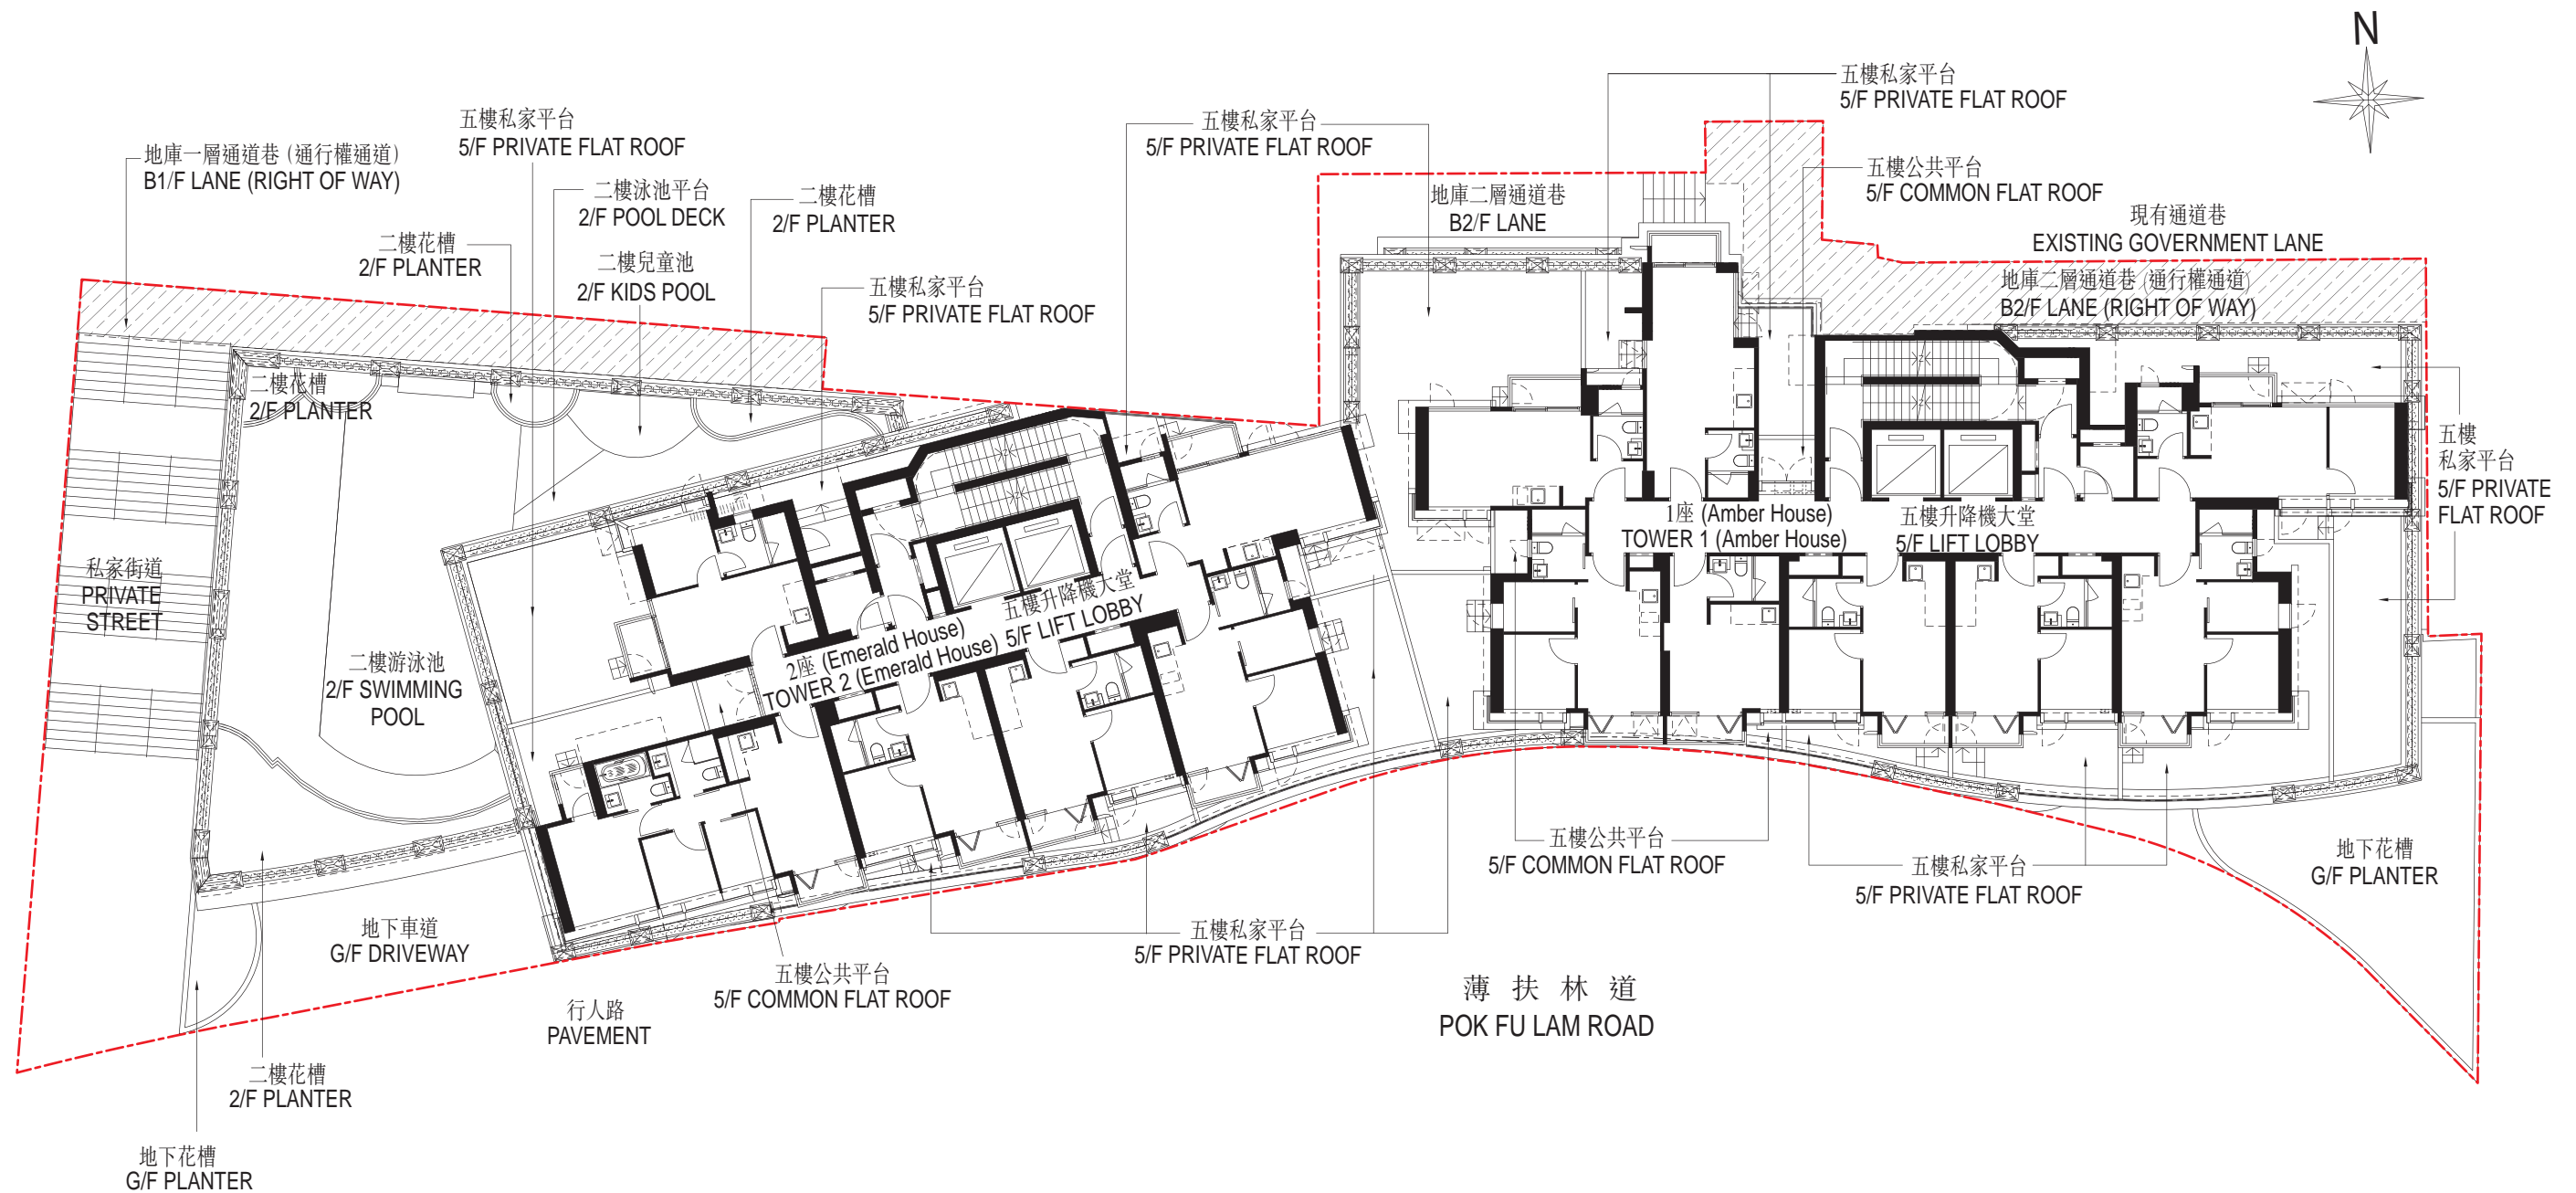 N
五樓私家平台
5/F PRIVATE FLAT ROOF
五樓私家平台
5/F PRIVATE FLAT ROOF
五樓私家平台
5/F PRIVATE FLAT ROOF
地庫一層通道巷 (通行權通道)
B1/F LANE (RIGHT OF WAY)
五樓公共平台
5/F COMMON FLAT ROOF
二樓泳池平台
2/F POOL DECK
二樓花槽
2/F PLANTER
地庫二層通道巷
B2/F LANE
現有通道巷
EXISTING GOVERNMENT LANE
二樓花槽
2/F PLANTER
二樓兒童池
2/F KIDS POOL
五樓私家平台
5/F PRIVATE FLAT ROOF
地庫二層通道巷 (通行權通道)
B2/F LANE (RIGHT OF WAY)
二樓花槽
2/F PLANTER
五樓
私家平台
5/F PRIVATE
FLAT ROOF
1座 (Amber House)
TOWER 1 (Amber House)
五樓升降機大堂
5/F LIFT LOBBY
私家街道
PRIVATE
STREET
五樓升降機大堂
5/F LIFT LOBBY
2座 (Emerald House)
TOWER 2 (Emerald House)
二樓游泳池
2/F SWIMMING
POOL
五樓公共平台
5/F COMMON FLAT ROOF
五樓私家平台
5/F PRIVATE FLAT ROOF
地下花槽
G/F PLANTER
地下車道
G/F DRIVEWAY
五樓私家平台
5/F PRIVATE FLAT ROOF
五樓公共平台
5/F COMMON FLAT ROOF
薄扶林道
POK FU LAM ROAD
行人路
PAVEMENT
二樓花槽
2/F PLANTER
地下花槽
G/F PLANTER